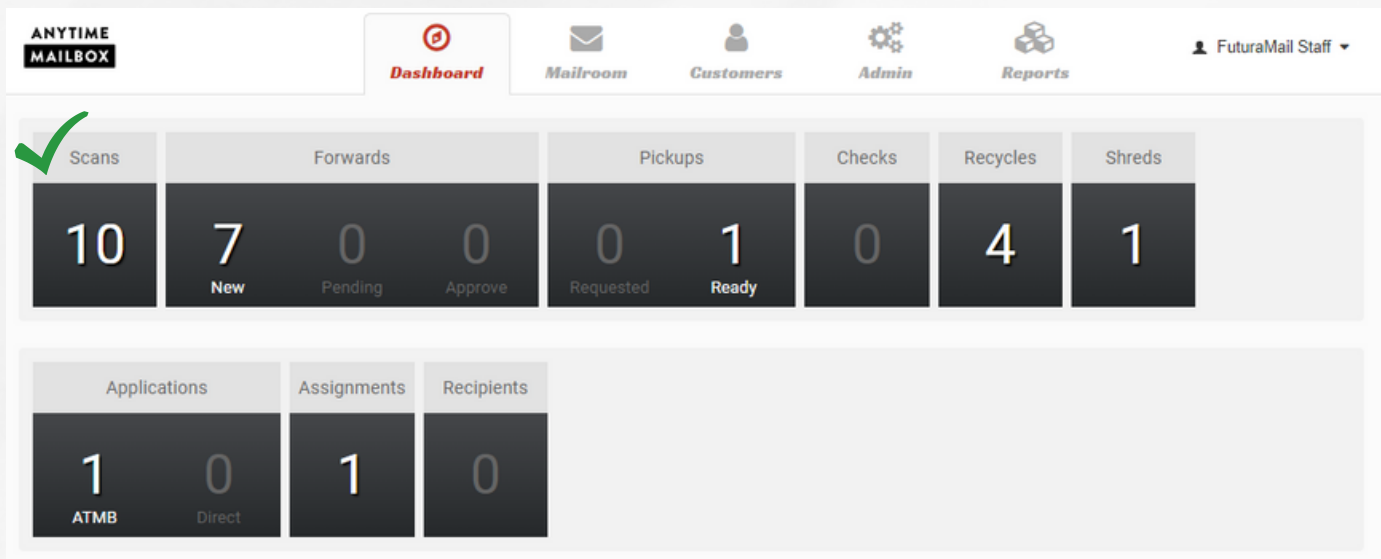 ANYTIME
MAILBOX
Dashboard
Mailroom
Customers
Admin
Reports
FuturaMail Staff
Scans
Forwards
Pickups
Checks
Recycles
Shreds
10
7
0
0
0
1
0
4
1
New
Pending
Approve
Requested
Ready
Applications
Assignments
Recipients
1
0
1
0
ATMB
Direct